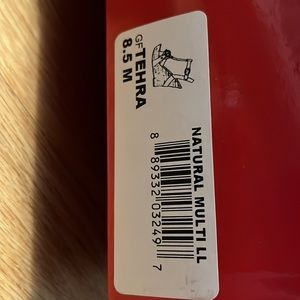 GFTEHRA
8.5 M
NATURAL MULTI LL
8 89332 03249 7